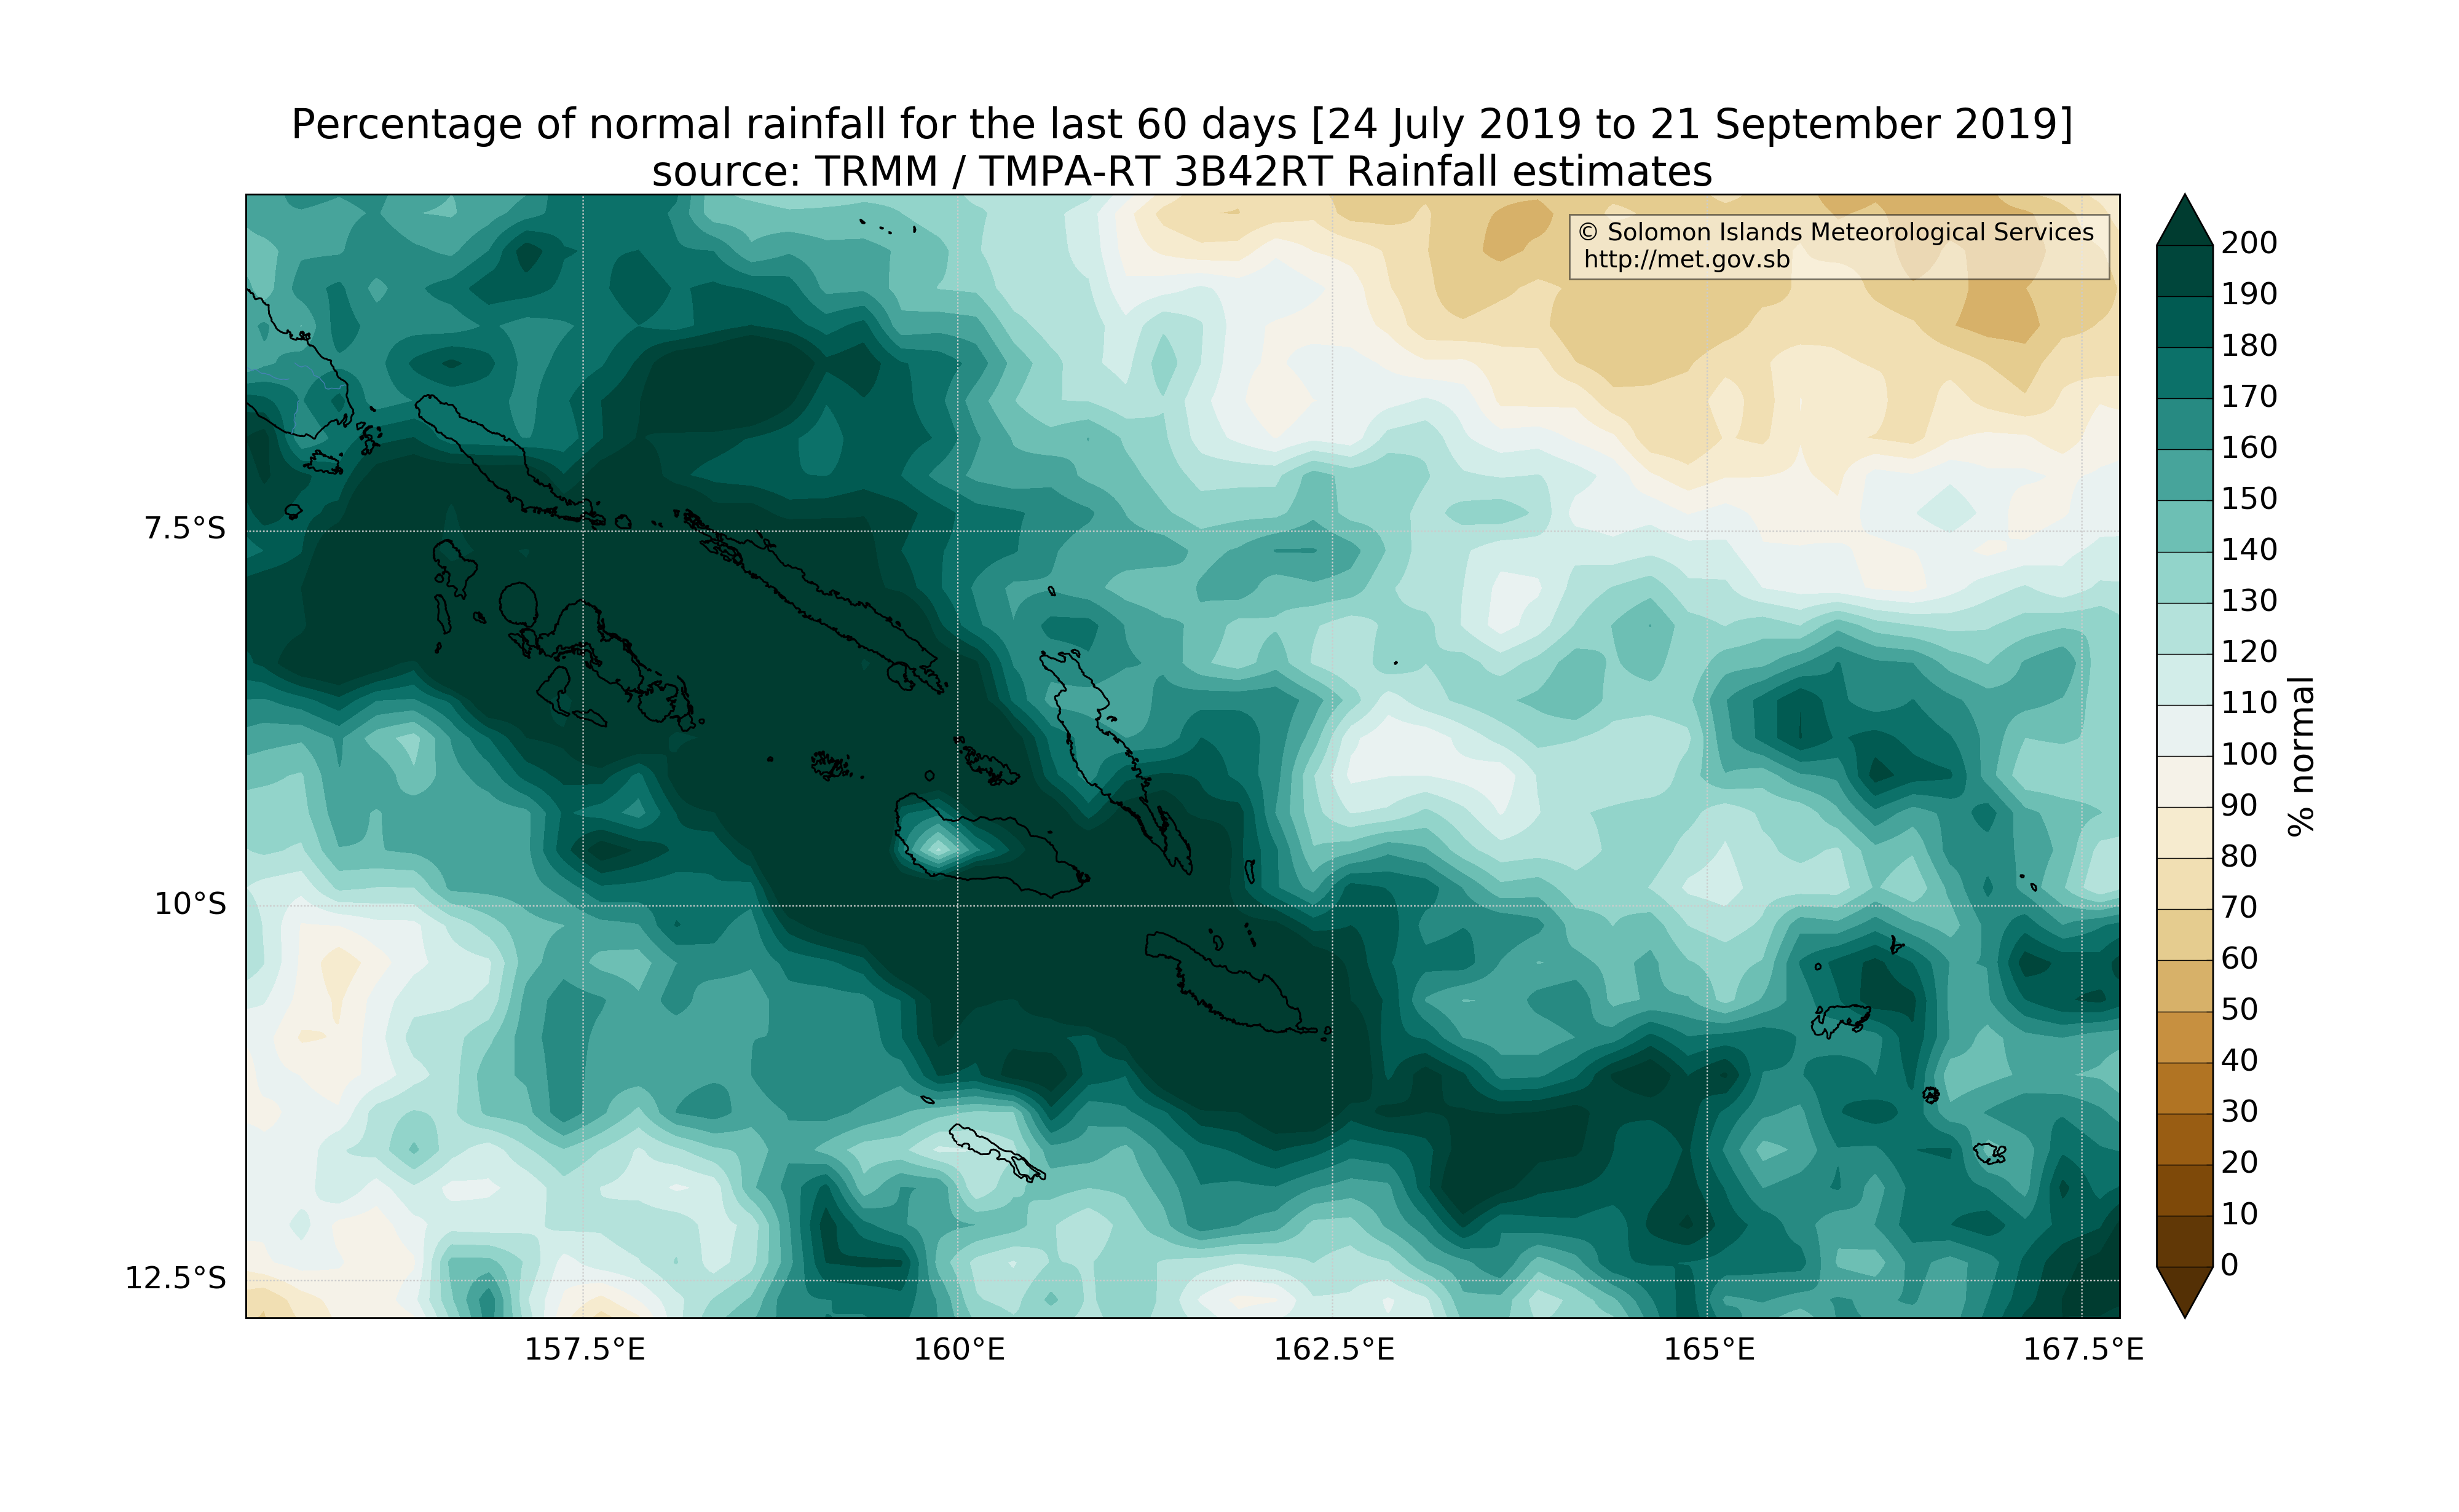 Percentage of normal rainfall for the last 60 days [24 July 2019 to 21 September 2019]
source: TRMM / TMPA-RT 3B42RT Rainfall estimates
© Solomon Islands Meteorological Services
http://met.gov.sb
7.5°S
10°S
12.5°S
157.5°E
160°E
162.5°E
165°E
167.5°E
200
190
180
170
160
150
140
130
120
110
100
90
80
70
60
50
40
30
20
10
0
% normal